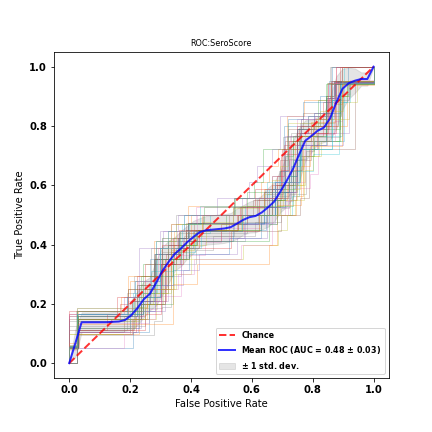 ROC:SeroScore
1.0
0.8
0.6
0.4
0.2
0.0
True Positive Rate
0.0 0.2 0.4 0.6 0.8 1.0
False Positive Rate
Chance
Mean ROC (AUC = 0.48 ± 0.03)
± 1 std. dev.